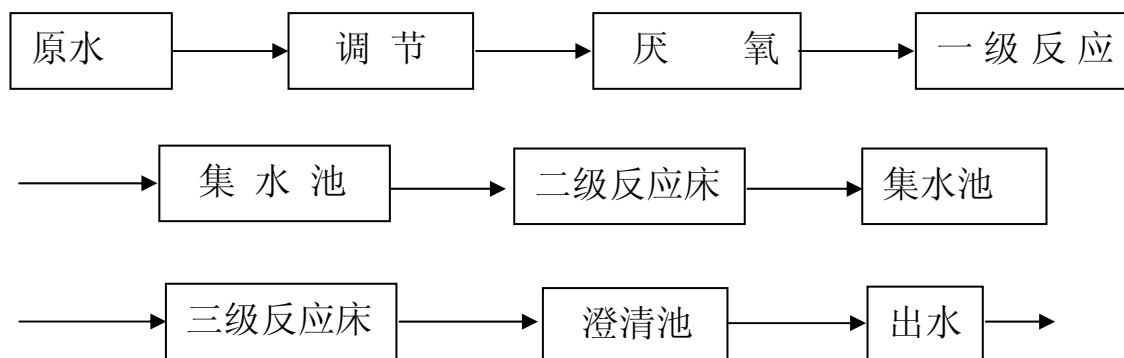 原水 调节 厌氧 一级反应
集水池 二级反应床 集水池
三级反应床 澄清池 出水